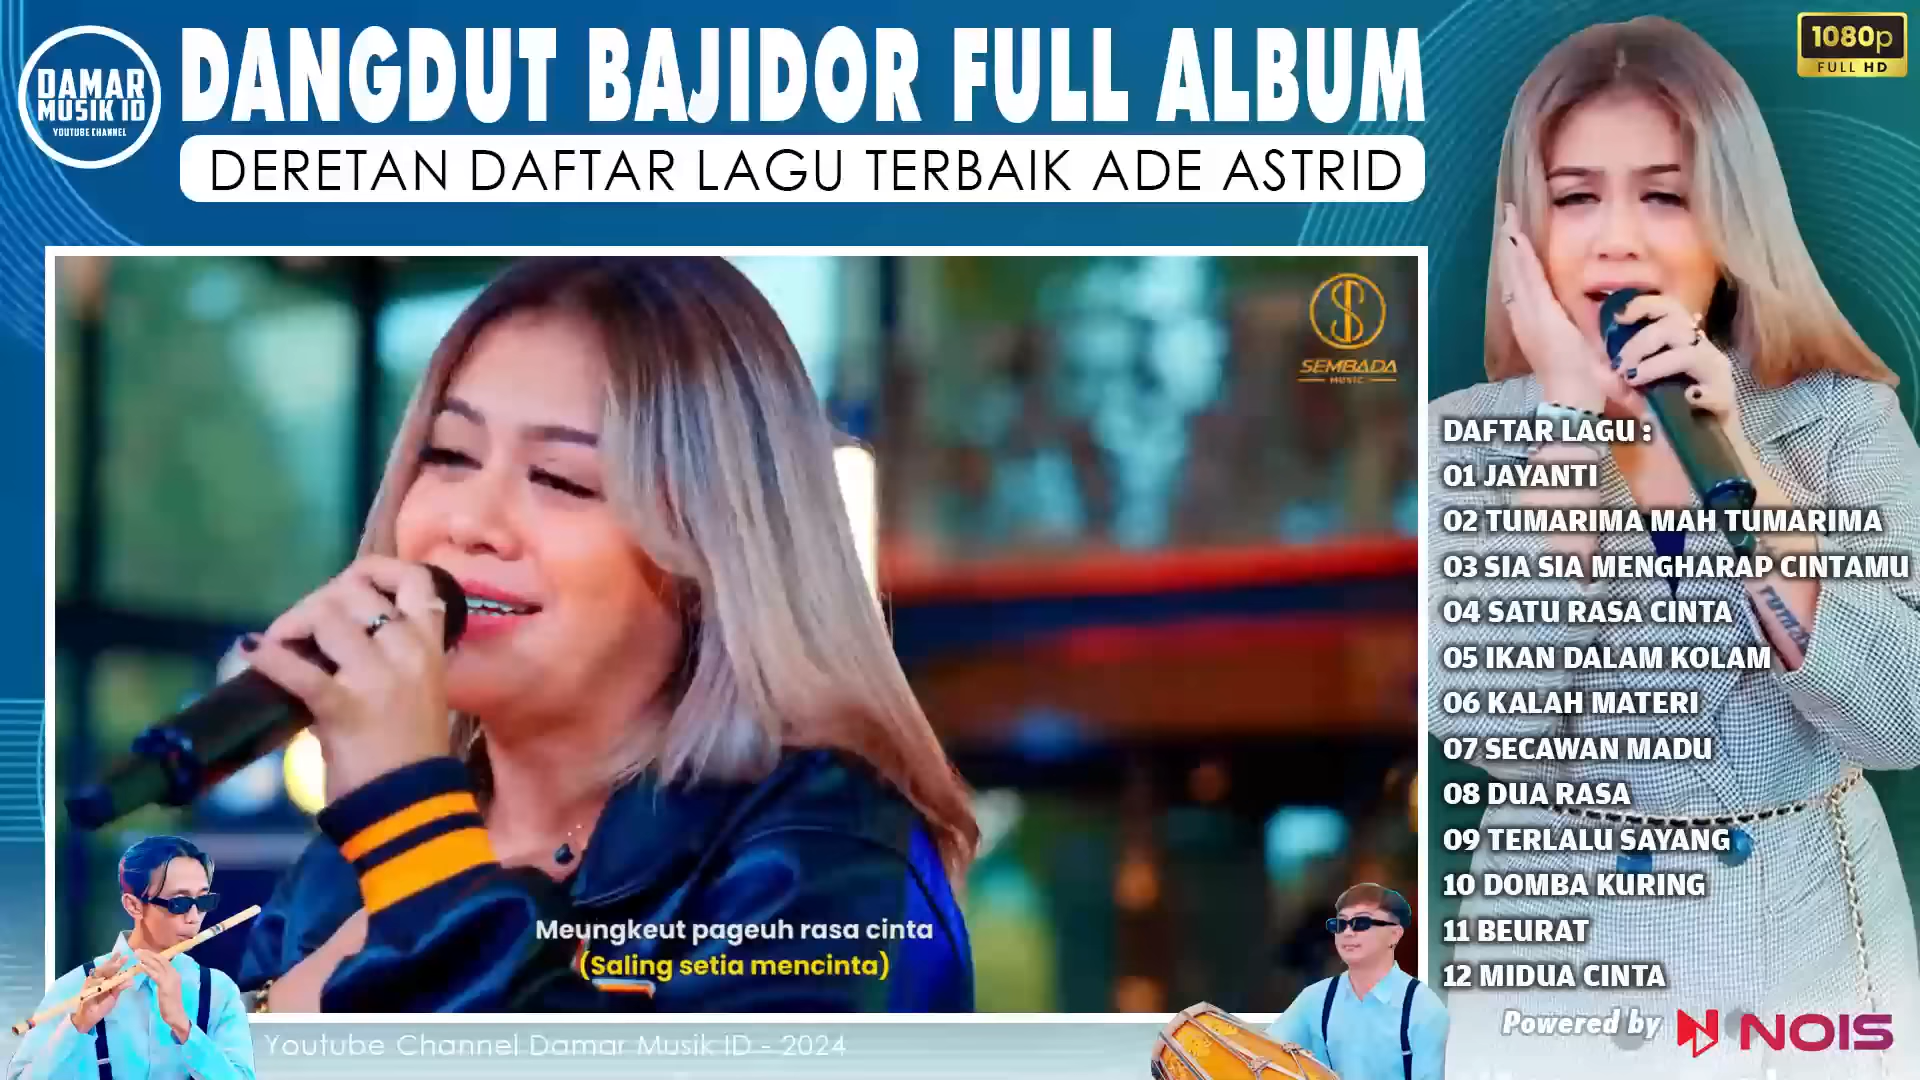 DAMAR
MUSIK ID
YOUTUBE CHANNEL
DANGDUT BAJIDOR FULL ALBUM
DERETAN DAFTAR LAGU TERBAIK ADE ASTRID
1080p
FULL HD
SEMBADA
MUSIC
DAFTAR LAGU :
01 JAYANTI
02 TUMARIMA MAH TUMARIMA
03 SIA SIA MENGHARAP CINTAMU
04 SATU RASA CINTA
05 IKAN DALAM KOLAM
06 KALAH MATERI
07 SECAWAN MADU
08 DUA RASA
09 TERLALU SAYANG
10 DOMBA KURING
11 BEURAT
12 MIDUA CINTA
Meungkeut pageuh rasa cinta
(Saling setia mencinta)
Youtube Channel Damar Musik ID - 2024
Powered by NOIS